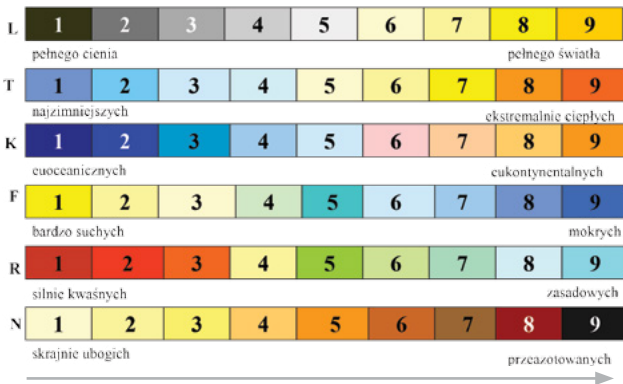 L 1 2 3 4 5 6 7 8 9
pełnego cienia pełnego światła
T 1 2 3 4 5 6 7 8 9
najzimniejszych ekstremalnie ciepłych
K 1 2 3 4 5 6 7 8 9
euoceanicznych eukontynentalnych
F 1 2 3 4 5 6 7 8 9
bardzo suchych mokrych
R 1 2 3 4 5 6 7 8 9
silnie kwaśnych zasadowych
N 1 2 3 4 5 6 7 8 9
skrajnie ubogich przeazotowanych